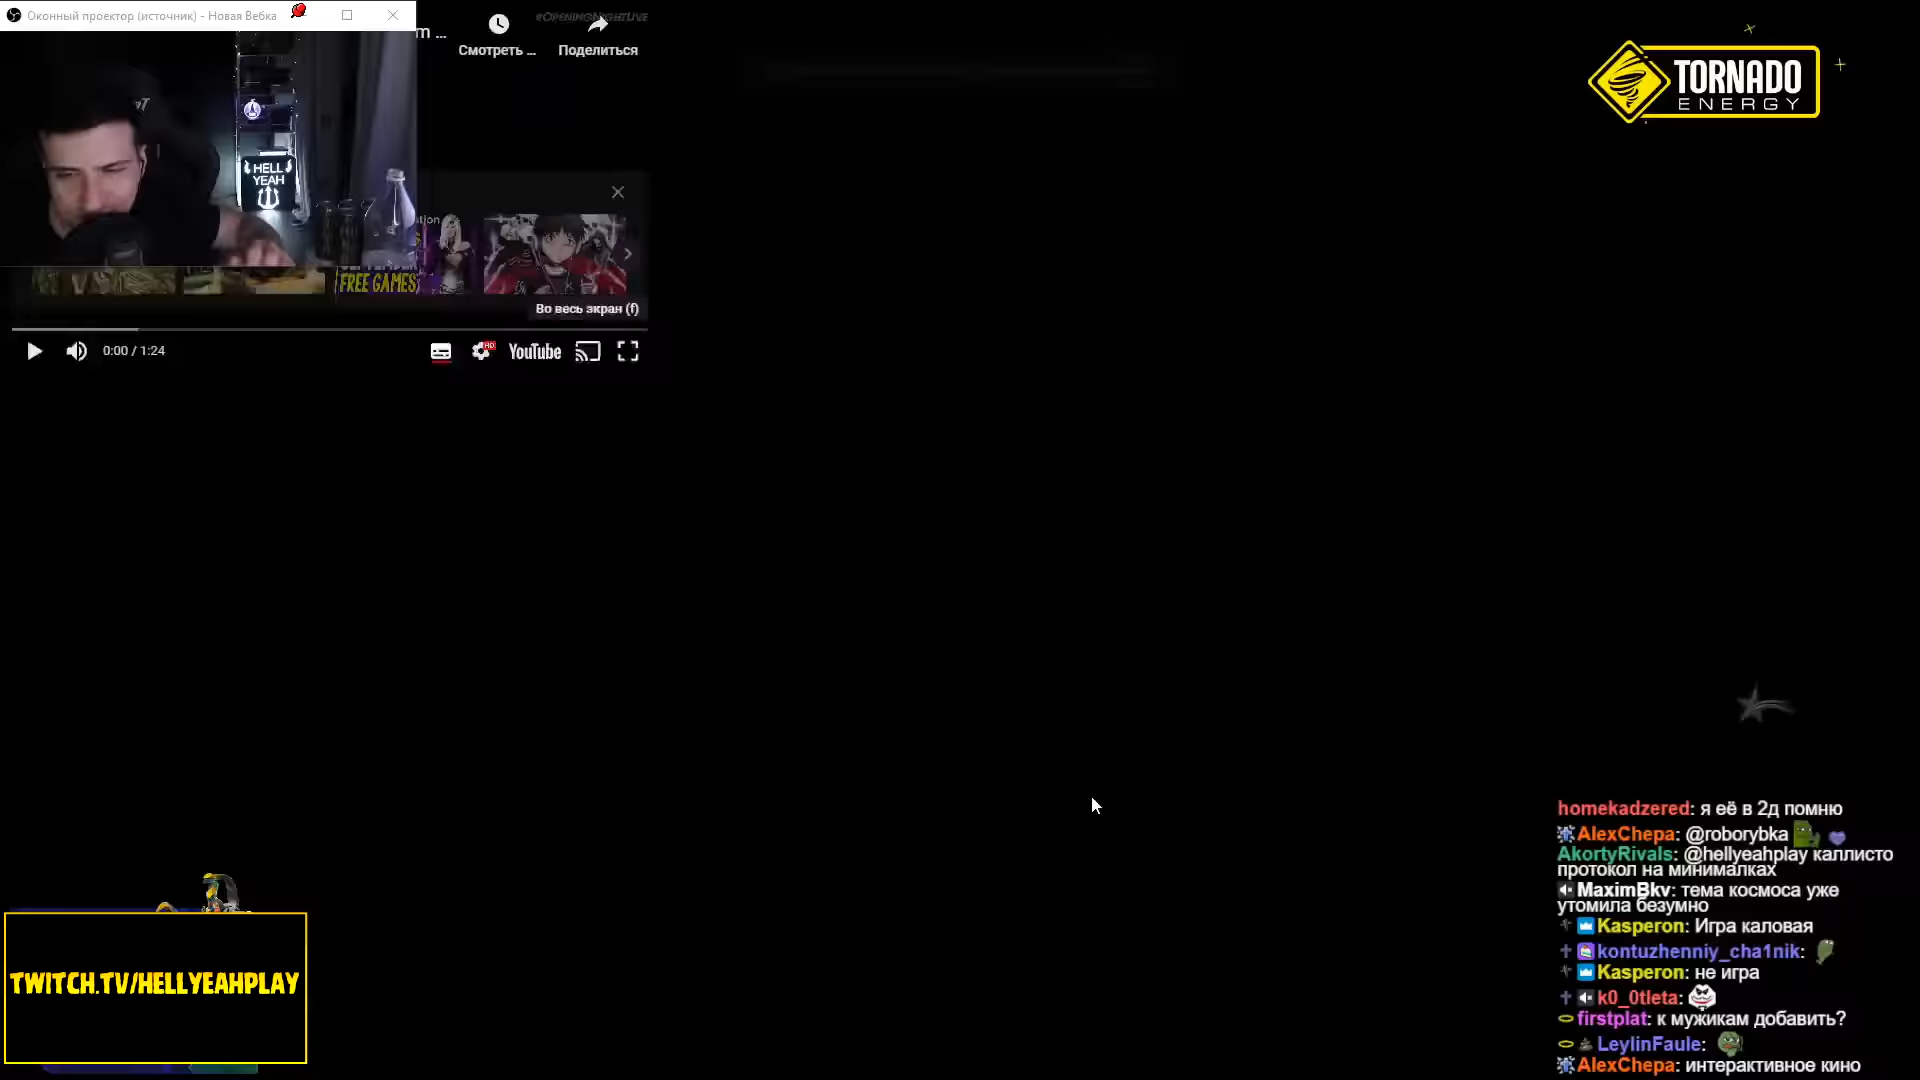 Оконный проектор (источник) - Новая Вебка
m ...
#OPENINGNIGHTLIVE
Смотреть ...
Поделиться
TORNADO
ENERGY
HELL
YEAH
ation
FREE GAMES
Во весь экран (f)
0:00 / 1:24
HD
YouTube
homekadzered: я её в 2д помню
AlexChepa: @roborybka
AkortyRivals: @hellyeahplay каллисто
протокол на минималках
MaximBkv: тема космоса уже
утомила безумно
Kasperon: Игра каловая
kontuzhenniy_cha1nik:
Kasperon: не игра
k0_0tleta:
firstplat: к мужикам добавить?
LeylinFaule:
AlexChepa: интерактивное кино
TWITCH.TV/HELLYEAHPLAY